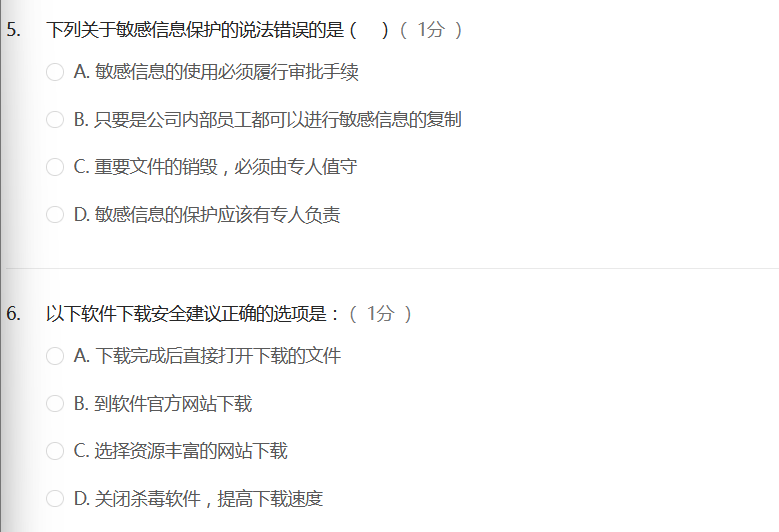 5. 下列关于敏感信息保护的说法错误的是 (   ) ( 1分 )
A. 敏感信息的使用必须履行审批手续
B. 只要是公司内部员工都可以进行敏感信息的复制
C. 重要文件的销毁，必须由专人值守
D. 敏感信息的保护应该有专人负责
6. 以下软件下载安全建议正确的选项是： ( 1分 )
A. 下载完成后直接打开下载的文件
B. 到软件官方网站下载
C. 选择资源丰富的网站下载
D. 关闭杀毒软件，提高下载速度